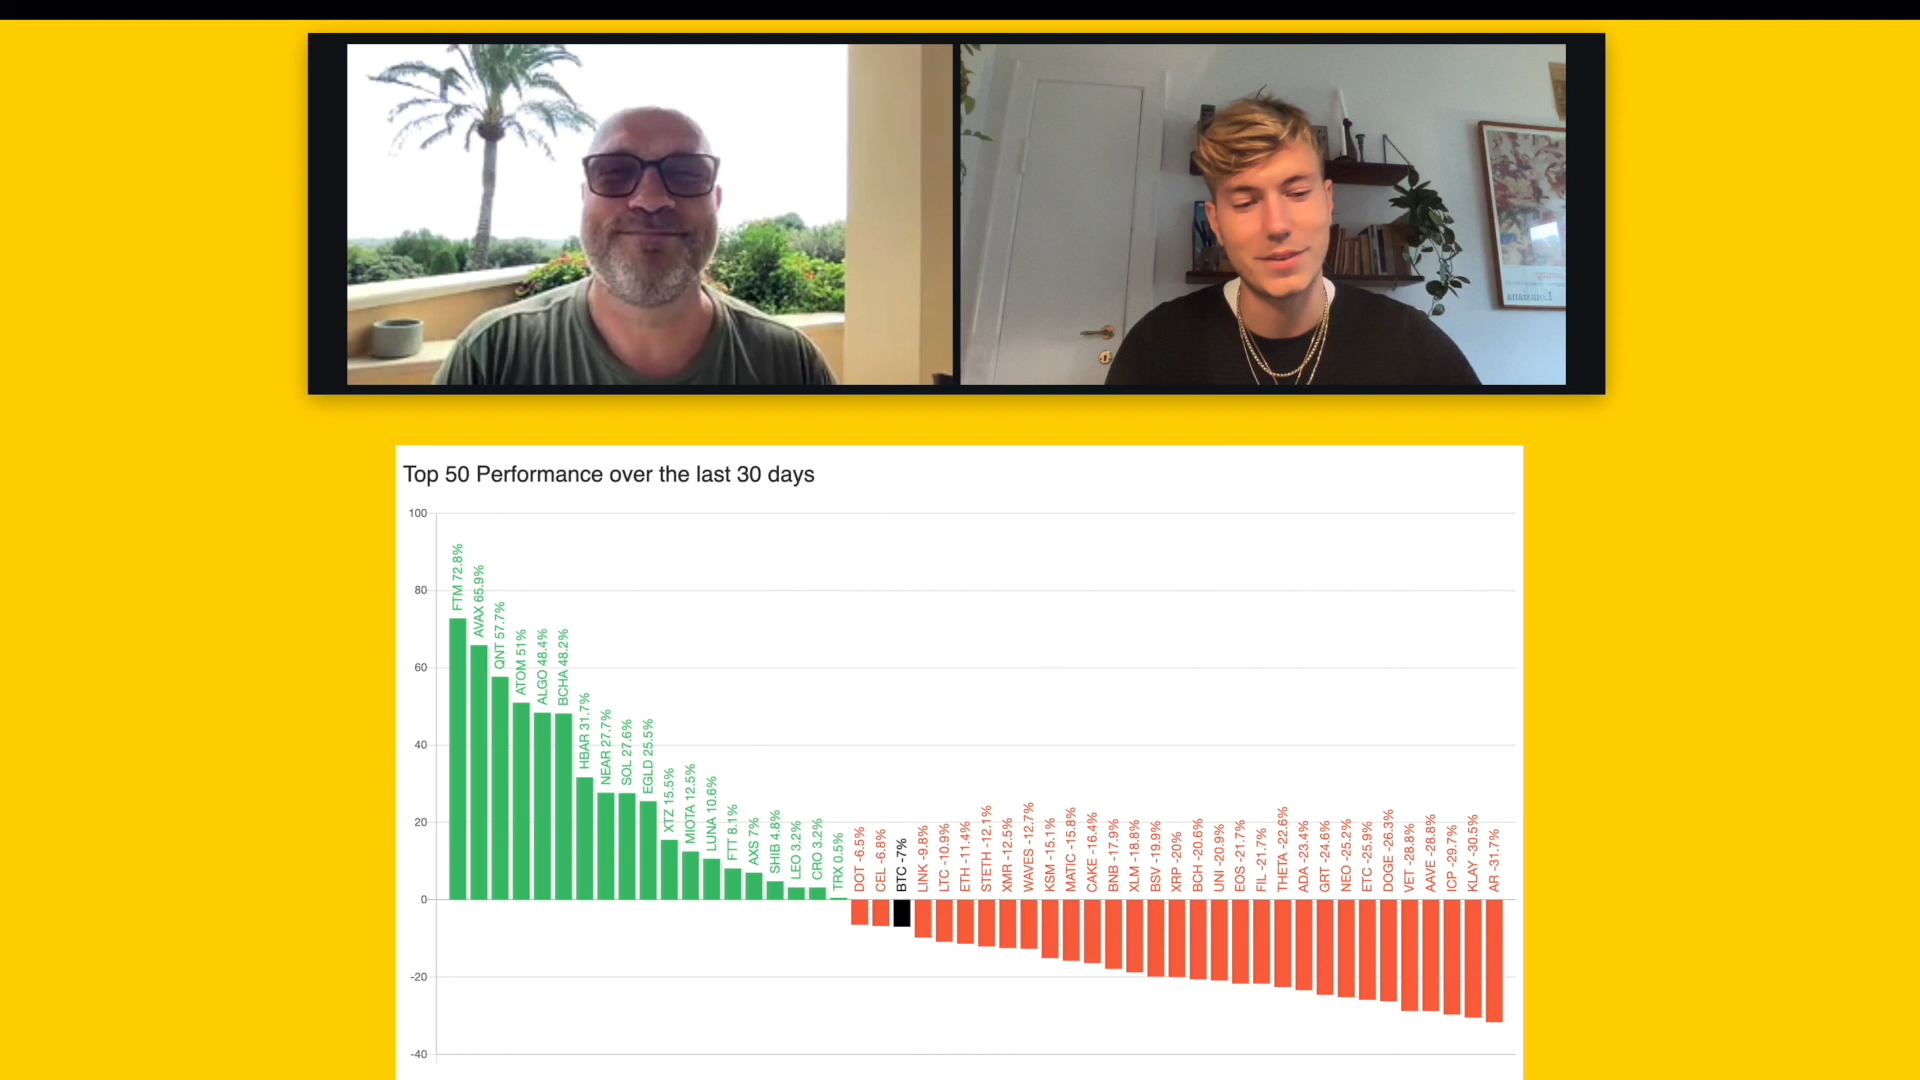 Louisiana
Top 50 Performance over the last 30 days
100
80
60
40
20
0
-20
-40
FTM 72.8%
AVAX 65.9%
QNT 57.7%
ATOM 51%
ALGO 48.4%
BCHA 48.2%
HBAR 31.7%
NEAR 27.7%
SOL 27.6%
EGLD 25.5%
XTZ 15.5%
MIOTA 12.5%
LUNA 10.6%
FTT 8.1%
AXS 7%
SHIB 4.8%
LEO 3.2%
CRO 3.2%
TRX 0.5%
DOT -6.5%
CEL -6.8%
BTC -7%
LINK -9.8%
LTC -10.9%
ETH -11.4%
STETH -12.1%
XMR -12.5%
WAVES -12.7%
KSM -15.1%
MATIC -15.8%
CAKE -16.4%
BNB -17.9%
XLM -18.8%
BSV -19.9%
XRP -20%
BCH -20.6%
UNI -20.9%
EOS -21.7%
FIL -21.7%
THETA -22.6%
ADA -23.4%
GRT -24.6%
NEO -25.2%
ETC -25.9%
DOGE -26.3%
VET -28.8%
AAVE -28.8%
ICP -29.7%
KLAY -30.5%
AR -31.7%